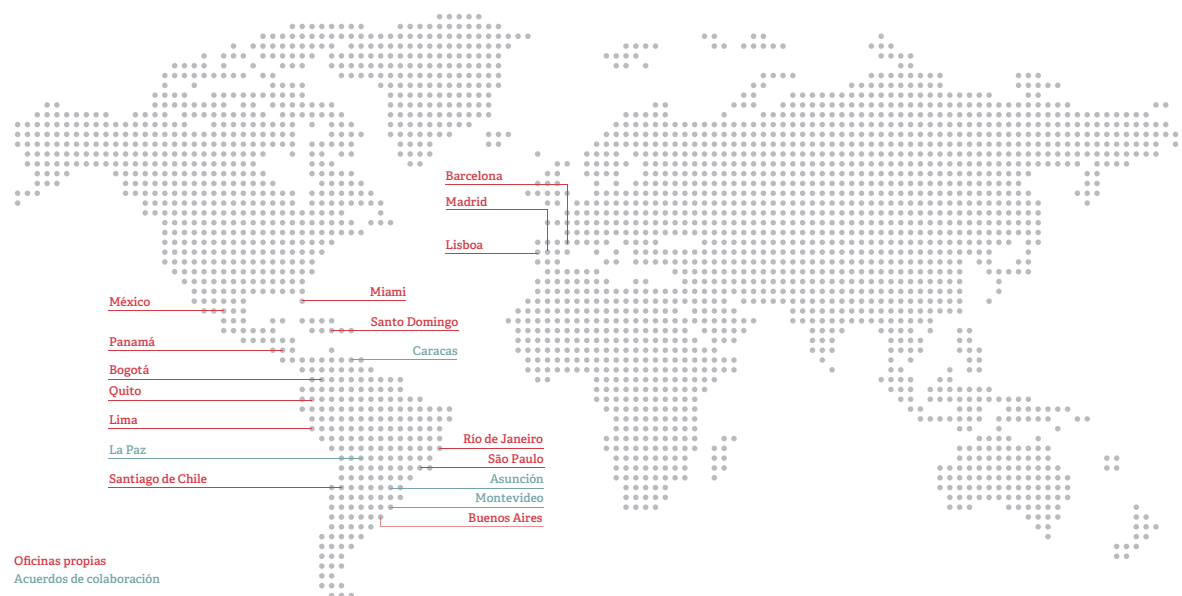 Barcelona
Madrid
Lisboa
Miami
México
Santo Domingo
Panamá
Caracas
Bogotá
Quito
Lima
Río de Janeiro
La Paz
São Paulo
Santiago de Chile
Asunción
Montevideo
Buenos Aires
Oficinas propias
Acuerdos de colaboración